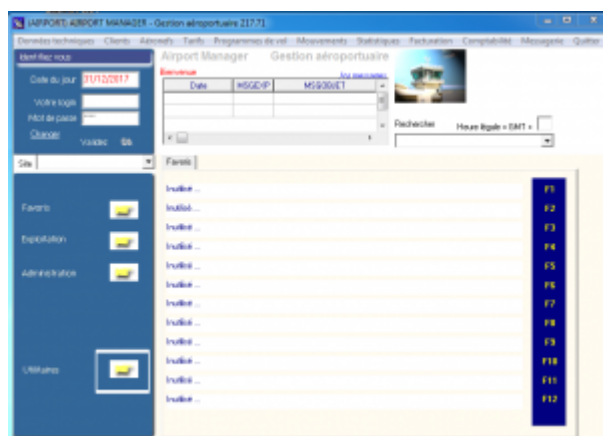 (AIRPORT) AIRPORT MANAGER - Gestion aéroportuaire 217.71
Données techniques Clients Aéronefs Tarifs Programmes de vol Mouvements Statistiques Facturation Comptabilité Messagerie Quitter
Identifiez vous
Airport Manager Gestion aéroportuaire
Bienvenue
Date du jour 31/12/2017
Date MSGEXP MSGOBJET
Votre login
Mot de passe
Changer
Valider
Rechercher Heure légale = GMT +
Site
Favoris
Inutilisé ... F1
Favoris
Inutilisé ... F2
Inutilisé ... F3
Exploitation
Inutilisé ... F4
Inutilisé ... F5
Administration
Inutilisé ... F6
Inutilisé ... F7
Inutilisé ... F8
Inutilisé ... F9
Inutilisé ... F10
Utilitaires
Inutilisé ... F11
Inutilisé ... F12